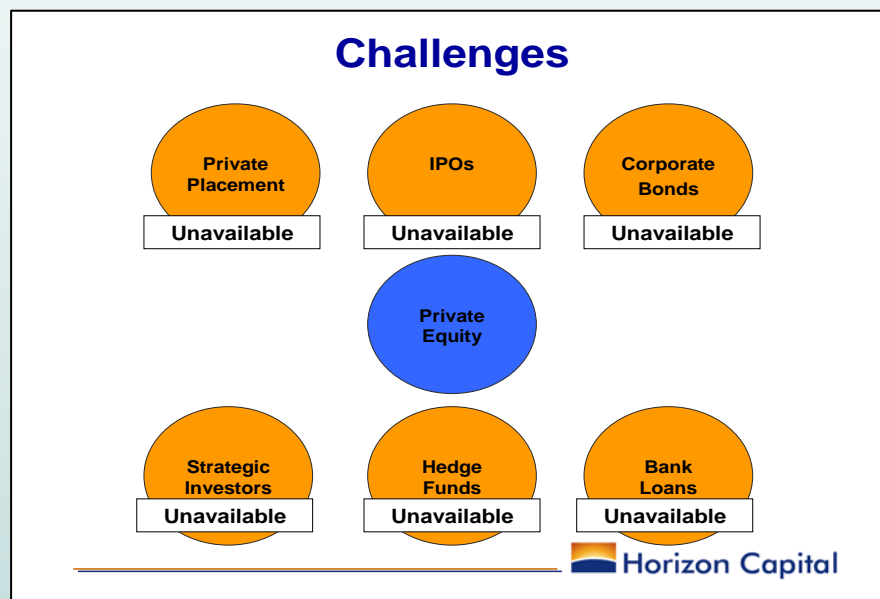 Challenges
Private
Placement
Unavailable
IPOs
Unavailable
Corporate
Bonds
Unavailable
Private
Equity
Strategic
Investors
Unavailable
Hedge
Funds
Unavailable
Bank
Loans
Unavailable
Horizon Capital